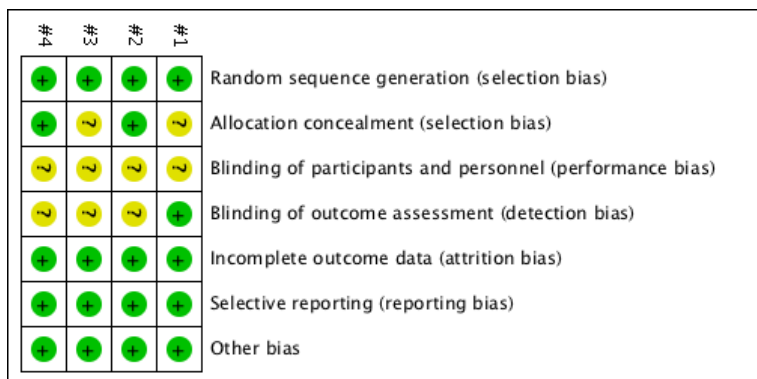 #4 #3 #2 #1
+ + + + Random sequence generation (selection bias)
+ ? + ? Allocation concealment (selection bias)
? ? ? ? Blinding of participants and personnel (performance bias)
? ? ? + Blinding of outcome assessment (detection bias)
+ + + + Incomplete outcome data (attrition bias)
+ + + + Selective reporting (reporting bias)
+ + + + Other bias